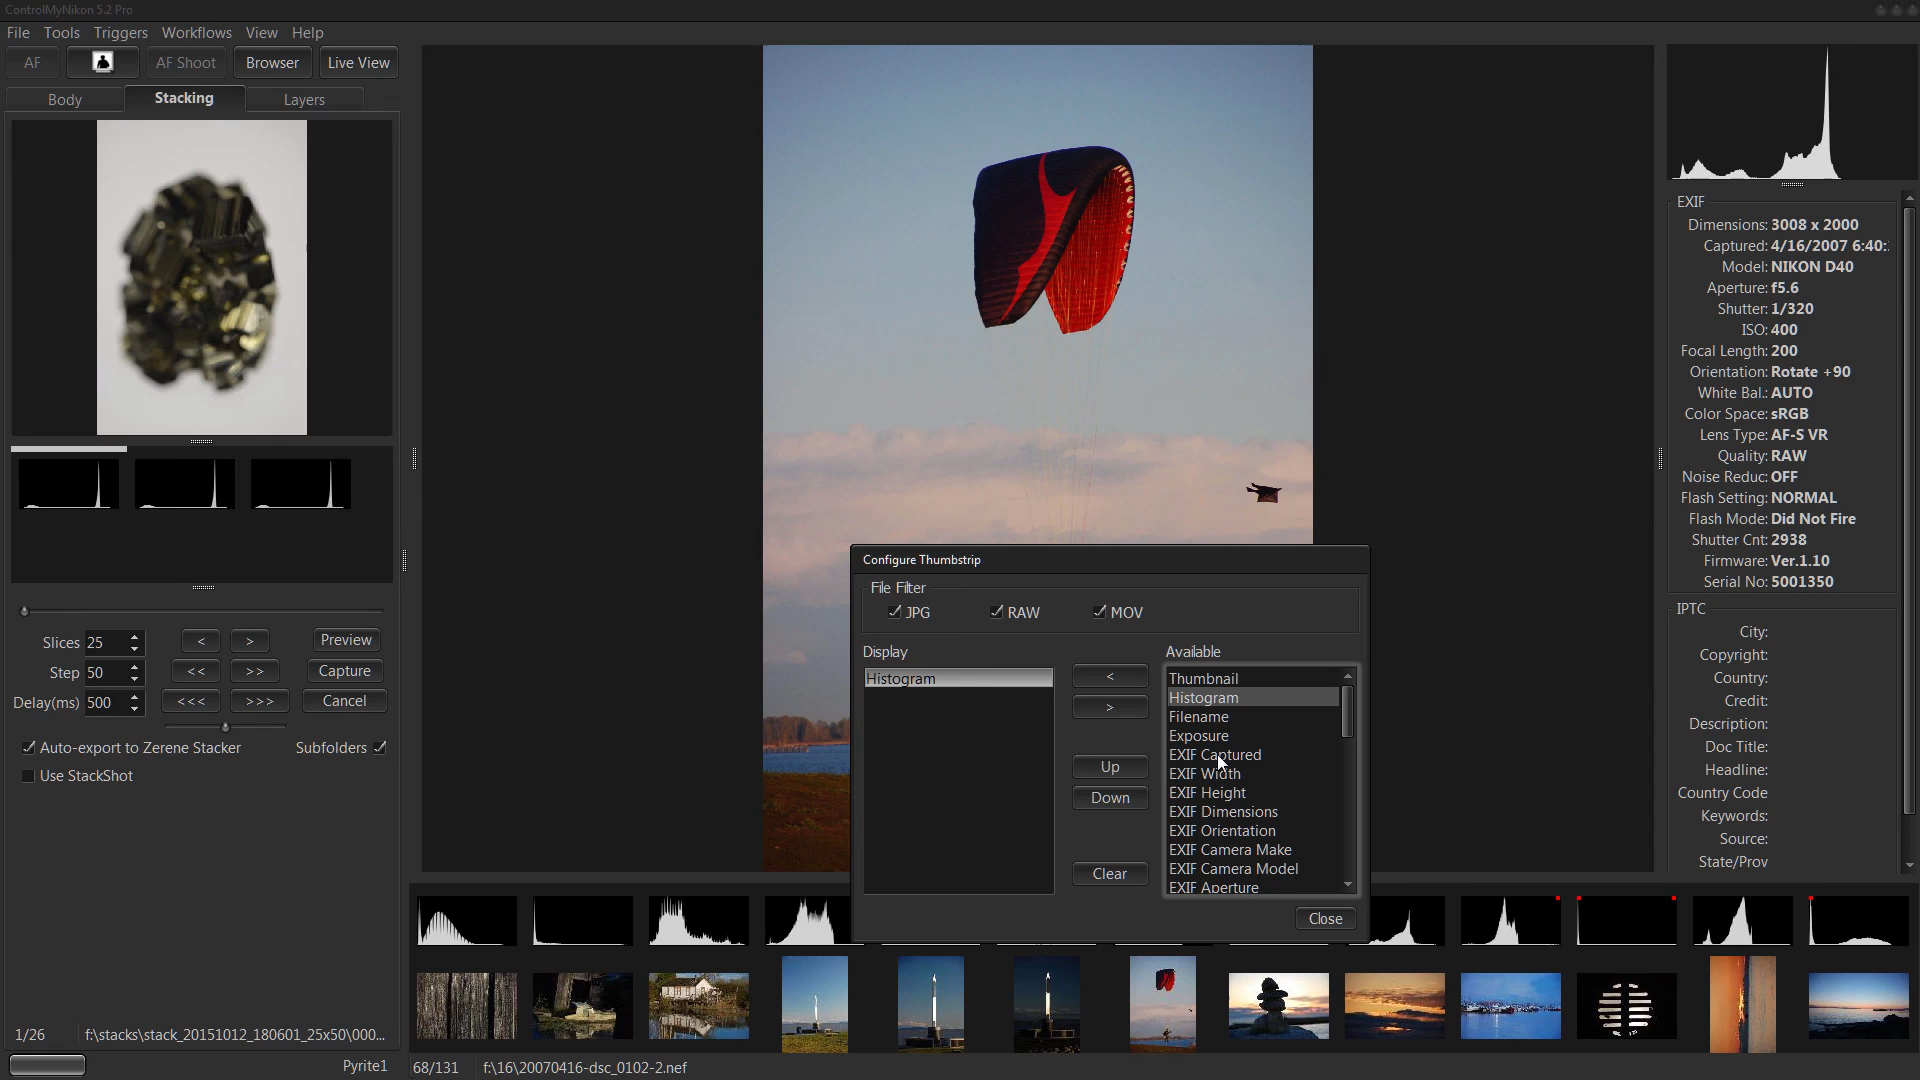 ControlMyNikon 5.2 Pro
File Tools Triggers Workflows View Help
AF AF Shoot Browser Live View
Body Stacking Layers
Slices 25 < > Preview
Step 50 << >> Capture
Delay(ms) 500 <<< >>> Cancel
Auto-export to Zerene Stacker Subfolders
Use StackShot
1/26 f:\stacks\stack_20151012_180601_25x50\000...
Pyrite1
Configure Thumbstrip
File Filter
JPG RAW MOV
Display
Histogram
<
>
Up
Down
Clear
Available
Thumbnail
Histogram
Filename
Exposure
EXIF Captured
EXIF Width
EXIF Height
EXIF Dimensions
EXIF Orientation
EXIF Camera Make
EXIF Camera Model
EXIF Aperture
Close
EXIF
Dimensions: 3008 x 2000
Captured: 4/16/2007 6:40:
Model: NIKON D40
Aperture: f5.6
Shutter: 1/320
ISO: 400
Focal Length: 200
Orientation: Rotate +90
White Bal.: AUTO
Color Space: sRGB
Lens Type: AF-S VR
Quality: RAW
Noise Reduc: OFF
Flash Setting: NORMAL
Flash Mode: Did Not Fire
Shutter Cnt: 2938
Firmware: Ver.1.10
Serial No: 5001350
IPTC
City:
Copyright:
Country:
Credit:
Description:
Doc Title:
Headline:
Country Code
Keywords:
Source:
State/Prov
68/131 f:\16\20070416-dsc_0102-2.nef